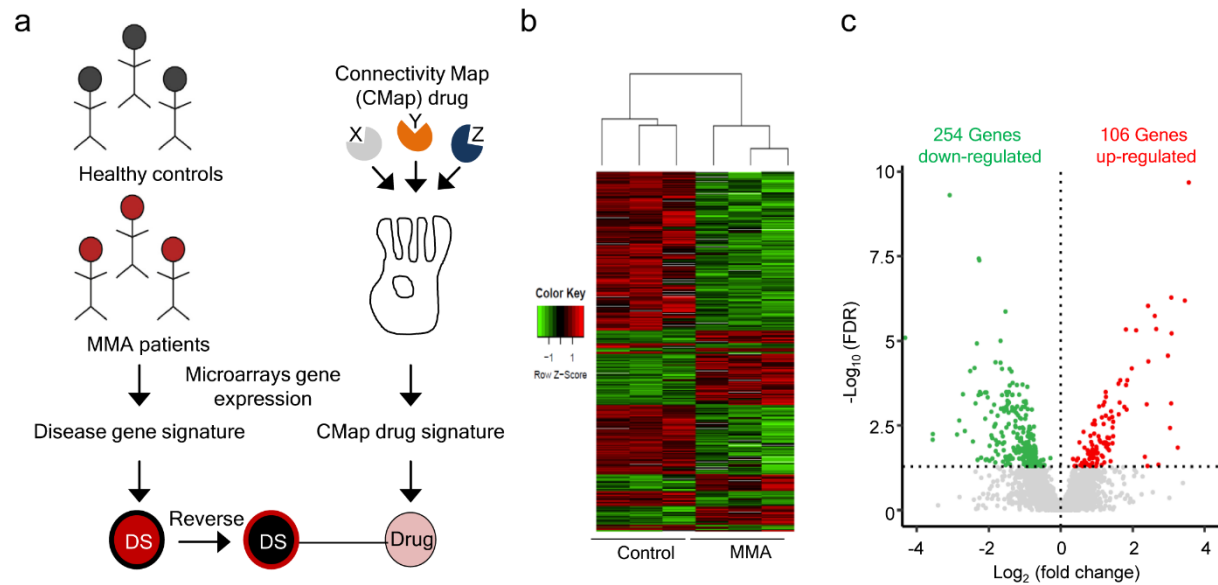 a
Healthy controls
MMA patients
Microarrays gene
expression
Disease gene signature
DS
Reverse
DS
Connectivity Map
(CMap) drug
X
Y
Z
CMap drug signature
Drug
b
Color Key
−1 1
Row Z−Score
Control
MMA
c
254 Genes
down-regulated
106 Genes
up-regulated
-Log10 (FDR)
10
7.5
5.0
2.5
0
-4 -2 0 2 4
Log2 (fold change)